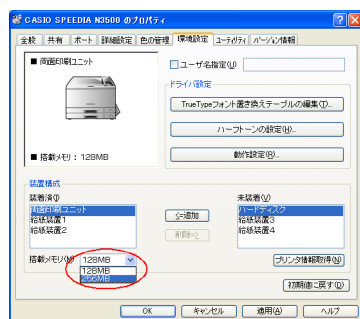 CASIO SPEEDIA N3500 のプロパティ
全般 共有 ポート 詳細設定 色の管理 環境設定 ユーティリティ バージョン情報
■ 両面印刷ユニット
ユーザ名指定(U)
ドライバ設定
TrueTypeフォント置き換えテーブルの編集(T)...
ハーフトーンの設定(H)...
■ 搭載メモリ : 128MB
動作設定(R)...
装置構成
装着済(I)
未装着(V)
両面印刷ユニット
給紙装置1
給紙装置2
<=追加
削除=>
ハードディスク
給紙装置3
給紙装置4
搭載メモリ(M) 128MB
プリンタ情報取得(N)
128MB
256MB
初期値に戻す(D)
OK キャンセル 適用(A) ヘルプ